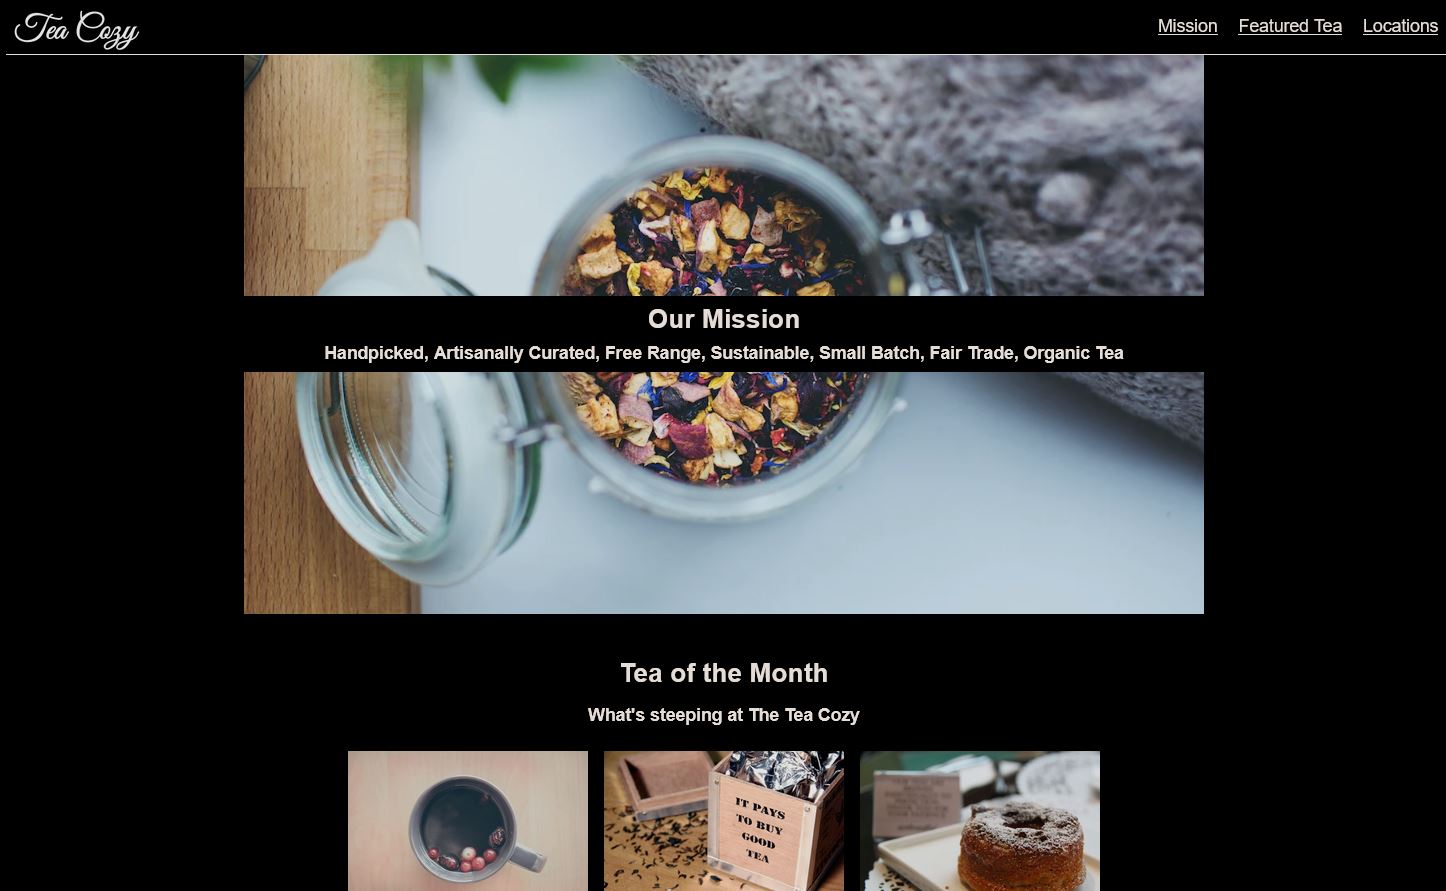 Tea Cozy
Mission Featured Tea Locations
Our Mission
Handpicked, Artisanally Curated, Free Range, Sustainable, Small Batch, Fair Trade, Organic Tea
Tea of the Month
What's steeping at The Tea Cozy
IT PAYS
TO BUY
GOOD
TEA